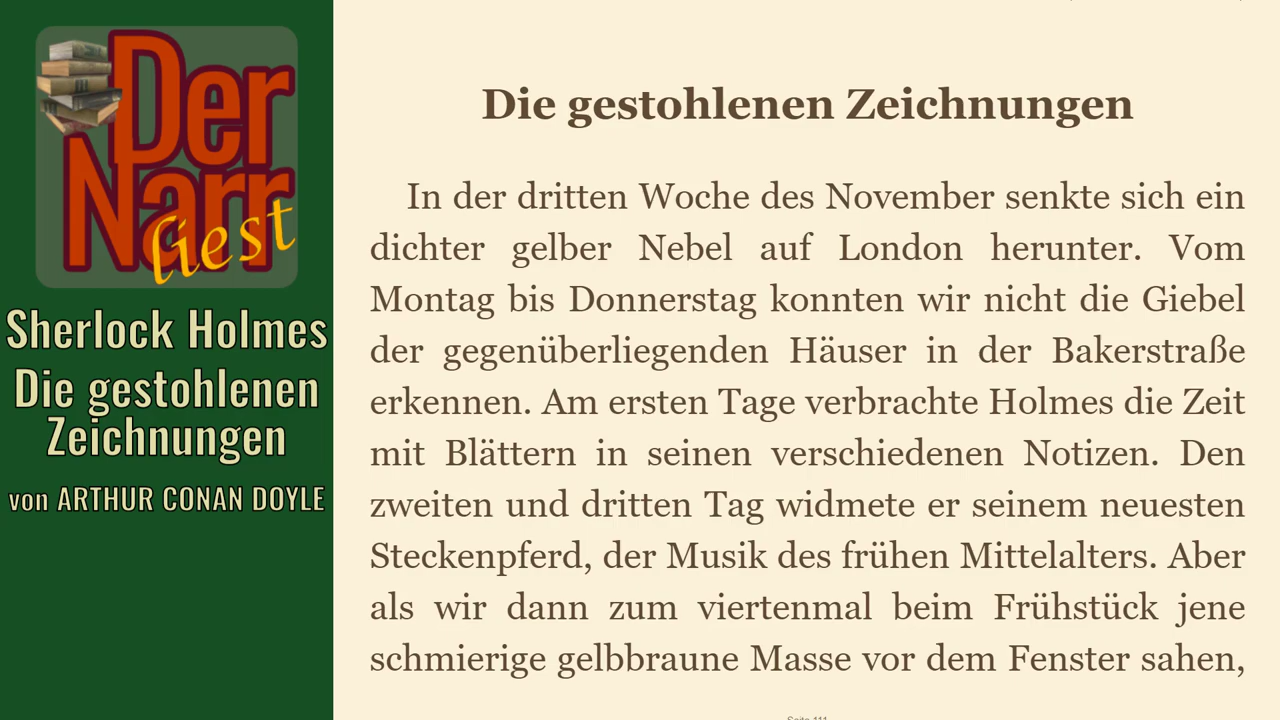 Der
Narr
liest
Sherlock Holmes
Die gestohlenen
Zeichnungen
von ARTHUR CONAN DOYLE
Die gestohlenen Zeichnungen
In der dritten Woche des November senkte sich ein
dichter gelber Nebel auf London herunter. Vom
Montag bis Donnerstag konnten wir nicht die Giebel
der gegenüberliegenden Häuser in der Bakerstraße
erkennen. Am ersten Tage verbrachte Holmes die Zeit
mit Blättern in seinen verschiedenen Notizen. Den
zweiten und dritten Tag widmete er seinem neuesten
Steckenpferd, der Musik des frühen Mittelalters. Aber
als wir dann zum viertenmal beim Frühstück jene
schmierige gelbbraune Masse vor dem Fenster sahen,
Seite 111